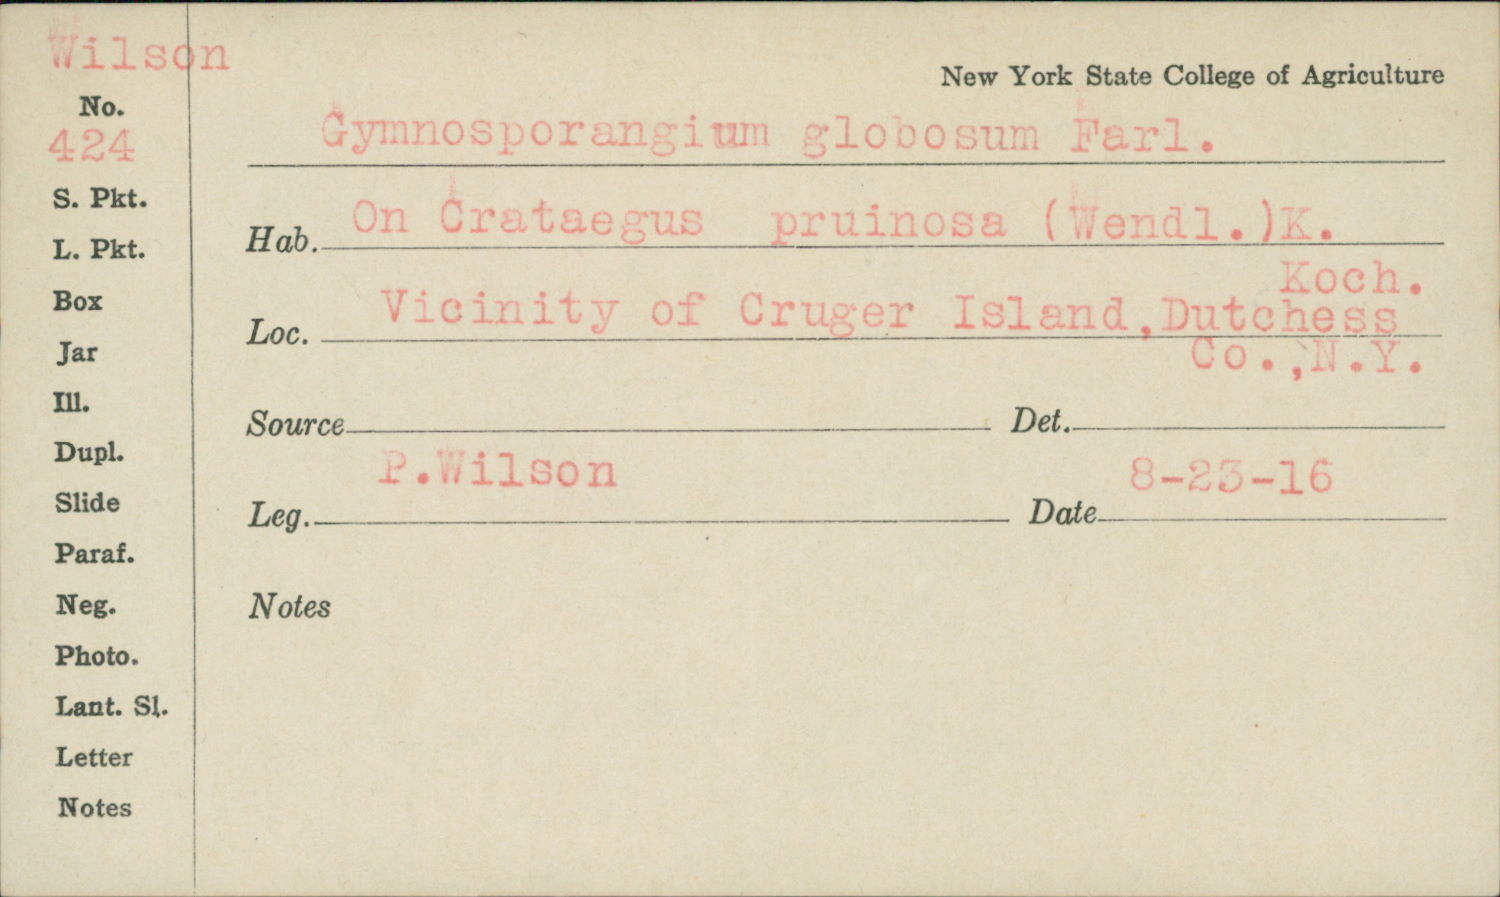 Wilson
New York State College of Agriculture
No.
424
Gymnosporangium globosum Farl.
S. Pkt.
L. Pkt.
Box
Jar
Ill.
Dupl.
Slide
Paraf.
Neg.
Photo.
Lant. Sl.
Letter
Notes
Hab. On Crataegus pruinosa (Wendl.)K.
Koch.
Loc. Vicinity of Cruger Island,Dutchess
Co.,N.Y.
Source Det.
Leg. P.Wilson Date 8-23-16
Notes